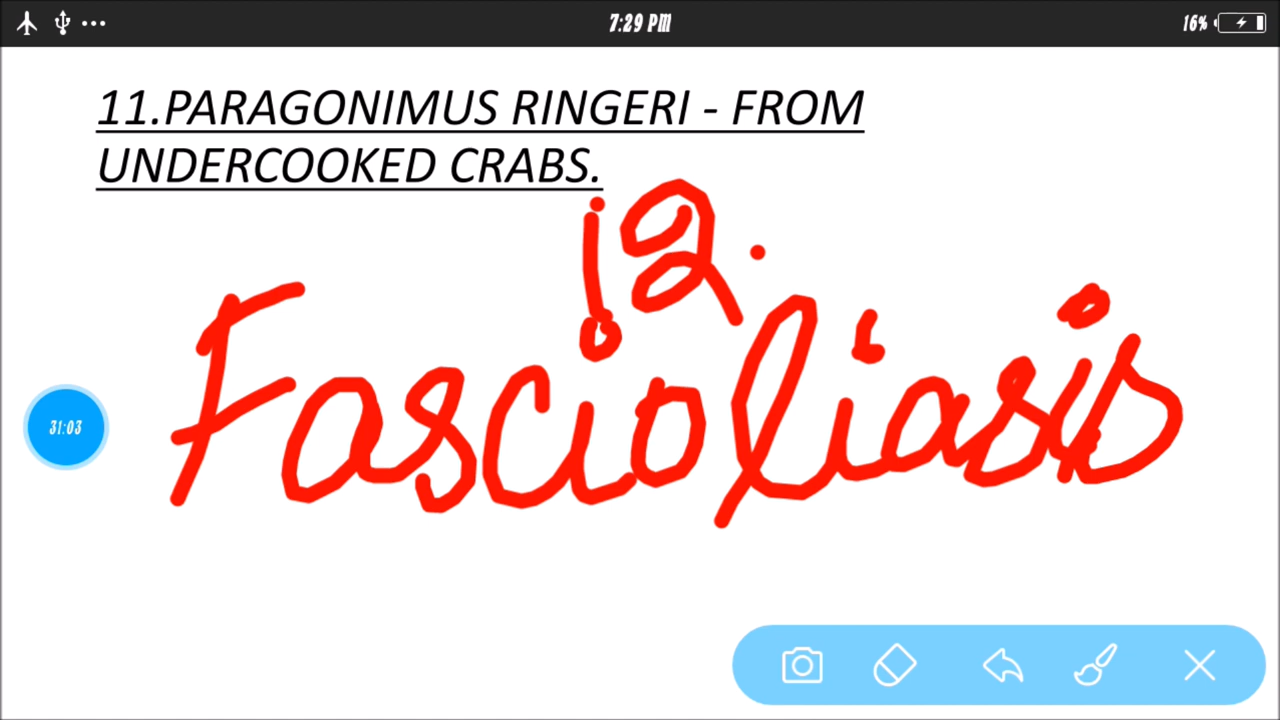 7:29 PM
16%
11.PARAGONIMUS RINGERI - FROM
UNDERCOOKED CRABS.
12.
Fascioliasis
31:03